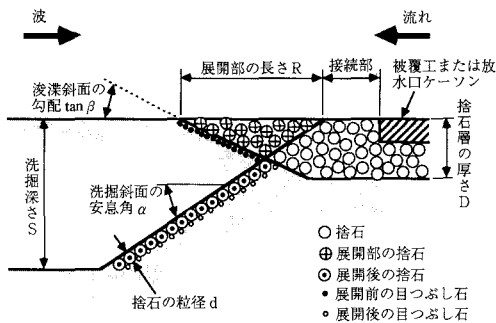 波
流れ
展開部の長さR
接続部
被覆工または放
水口ケーソン
浚渫斜面の
勾配 tanβ
捨石層の厚さD
洗掘深さS
洗掘斜面の
安息角α
捨石の粒径d
捨石
展開部の捨石
展開後の捨石
展開前の目つぶし石
展開後の目つぶし石